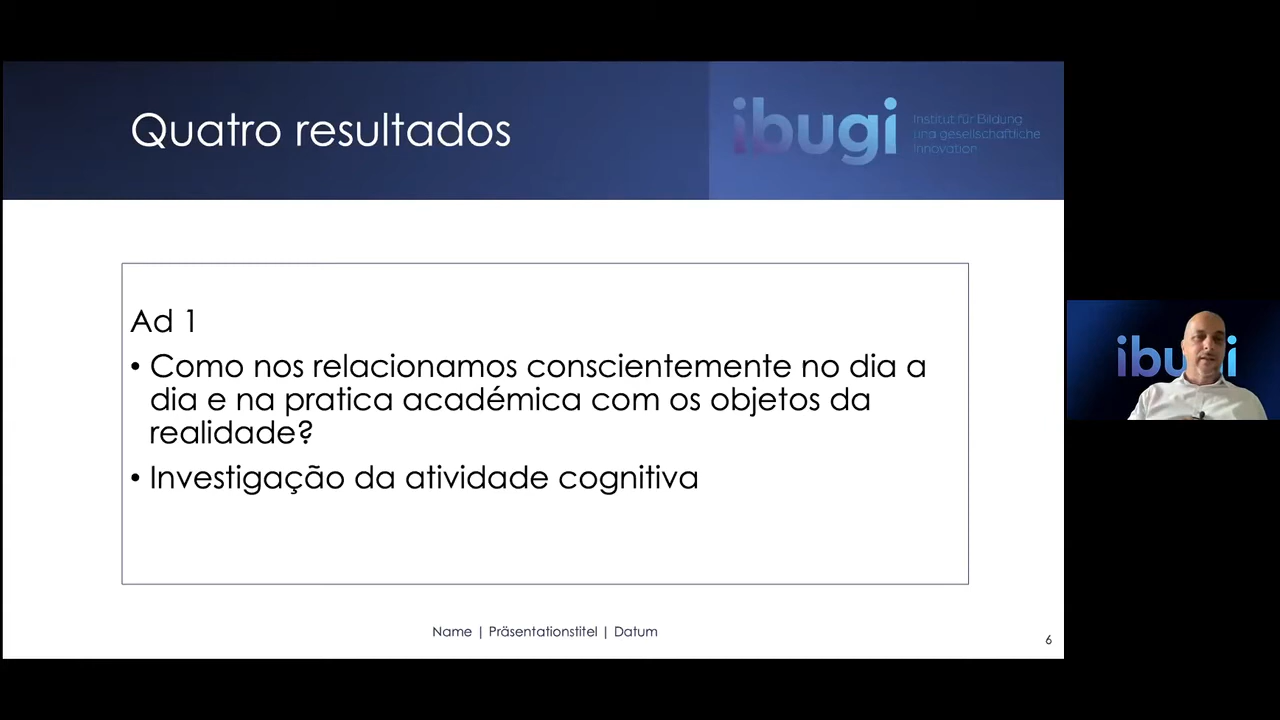 Quatro resultados
ibugi
Institut für Bildung
und gesellschaftliche
Innovation
Ad 1
• Como nos relacionamos conscientemente no dia a
dia e na pratica académica com os objetos da
realidade?
• Investigação da atividade cognitiva
Name | Präsentationstitel | Datum
6
ibugi